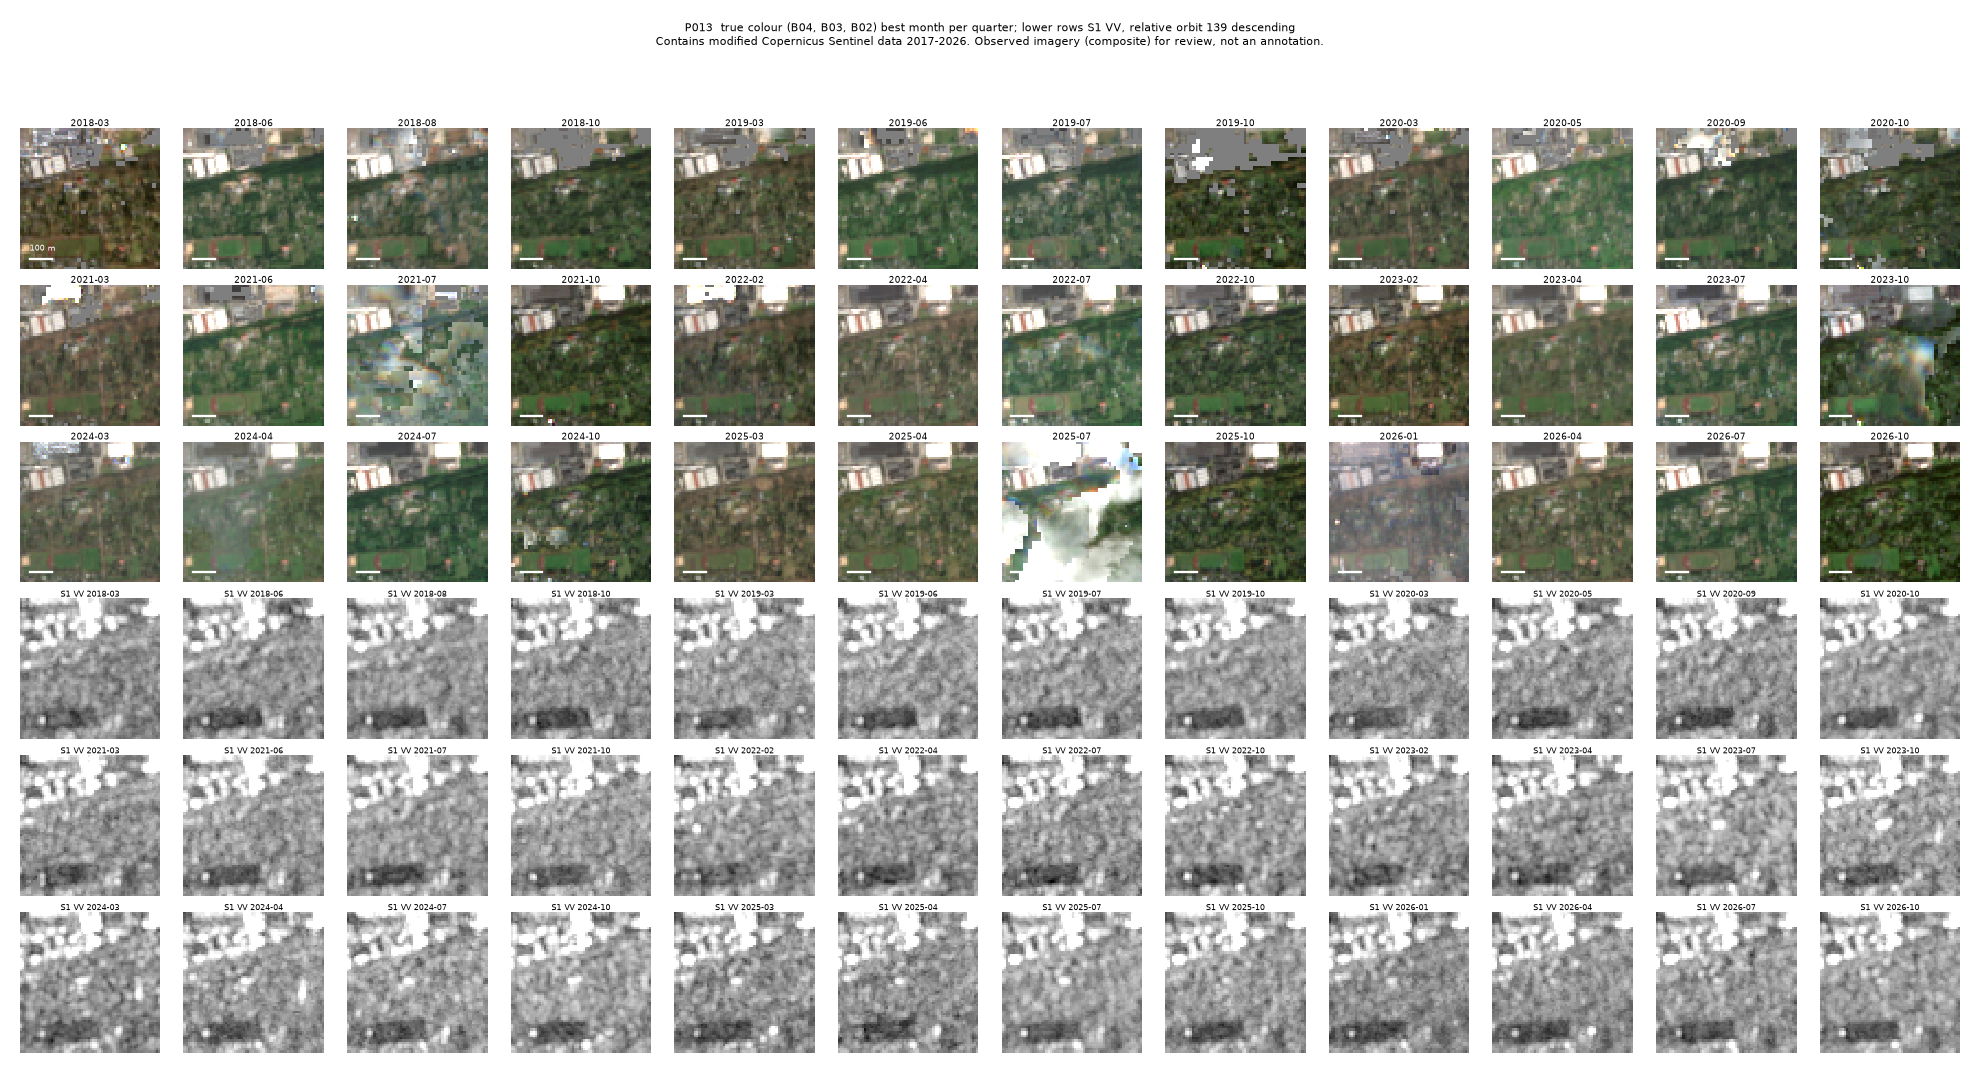 P013  true colour (B04, B03, B02) best month per quarter; lower rows S1 VV, relative orbit 139 descending
Contains modified Copernicus Sentinel data 2017-2026. Observed imagery (composite) for review, not an annotation.
2018-03 2018-06 2018-08 2018-10 2019-03 2019-06 2019-07 2019-10 2020-03 2020-05 2020-09 2020-10
100 m
2021-03 2021-06 2021-07 2021-10 2022-02 2022-04 2022-07 2022-10 2023-02 2023-04 2023-07 2023-10
2024-03 2024-04 2024-07 2024-10 2025-03 2025-04 2025-07 2025-10 2026-01 2026-04 2026-07 2026-10
S1 VV 2018-03 S1 VV 2018-06 S1 VV 2018-08 S1 VV 2018-10 S1 VV 2019-03 S1 VV 2019-06 S1 VV 2019-07 S1 VV 2019-10 S1 VV 2020-03 S1 VV 2020-05 S1 VV 2020-09 S1 VV 2020-10
S1 VV 2021-03 S1 VV 2021-06 S1 VV 2021-07 S1 VV 2021-10 S1 VV 2022-02 S1 VV 2022-04 S1 VV 2022-07 S1 VV 2022-10 S1 VV 2023-02 S1 VV 2023-04 S1 VV 2023-07 S1 VV 2023-10
S1 VV 2024-03 S1 VV 2024-04 S1 VV 2024-07 S1 VV 2024-10 S1 VV 2025-03 S1 VV 2025-04 S1 VV 2025-07 S1 VV 2025-10 S1 VV 2026-01 S1 VV 2026-04 S1 VV 2026-07 S1 VV 2026-10